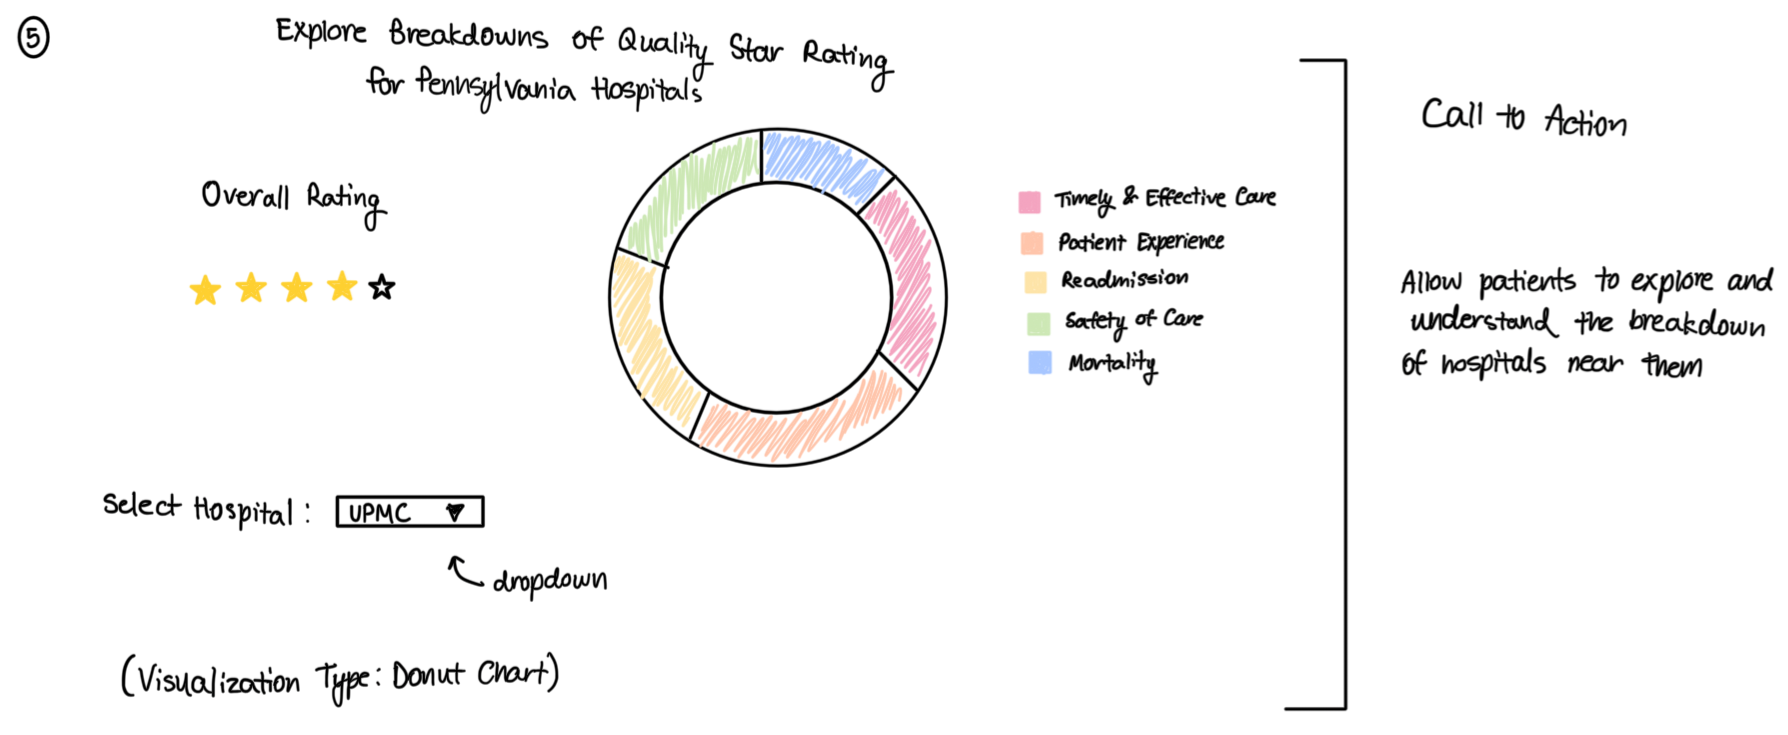 5
Explore Breakdowns of Quality Star Rating
for Pennsylvania Hospitals
Overall Rating
Timely & Effective Care
Patient Experience
Readmission
Safety of Care
Mortality
Select Hospital: UPMC
dropdown
(Visualization Type: Donut Chart)
Call to Action
Allow patients to explore and
understand the breakdown
of hospitals near them